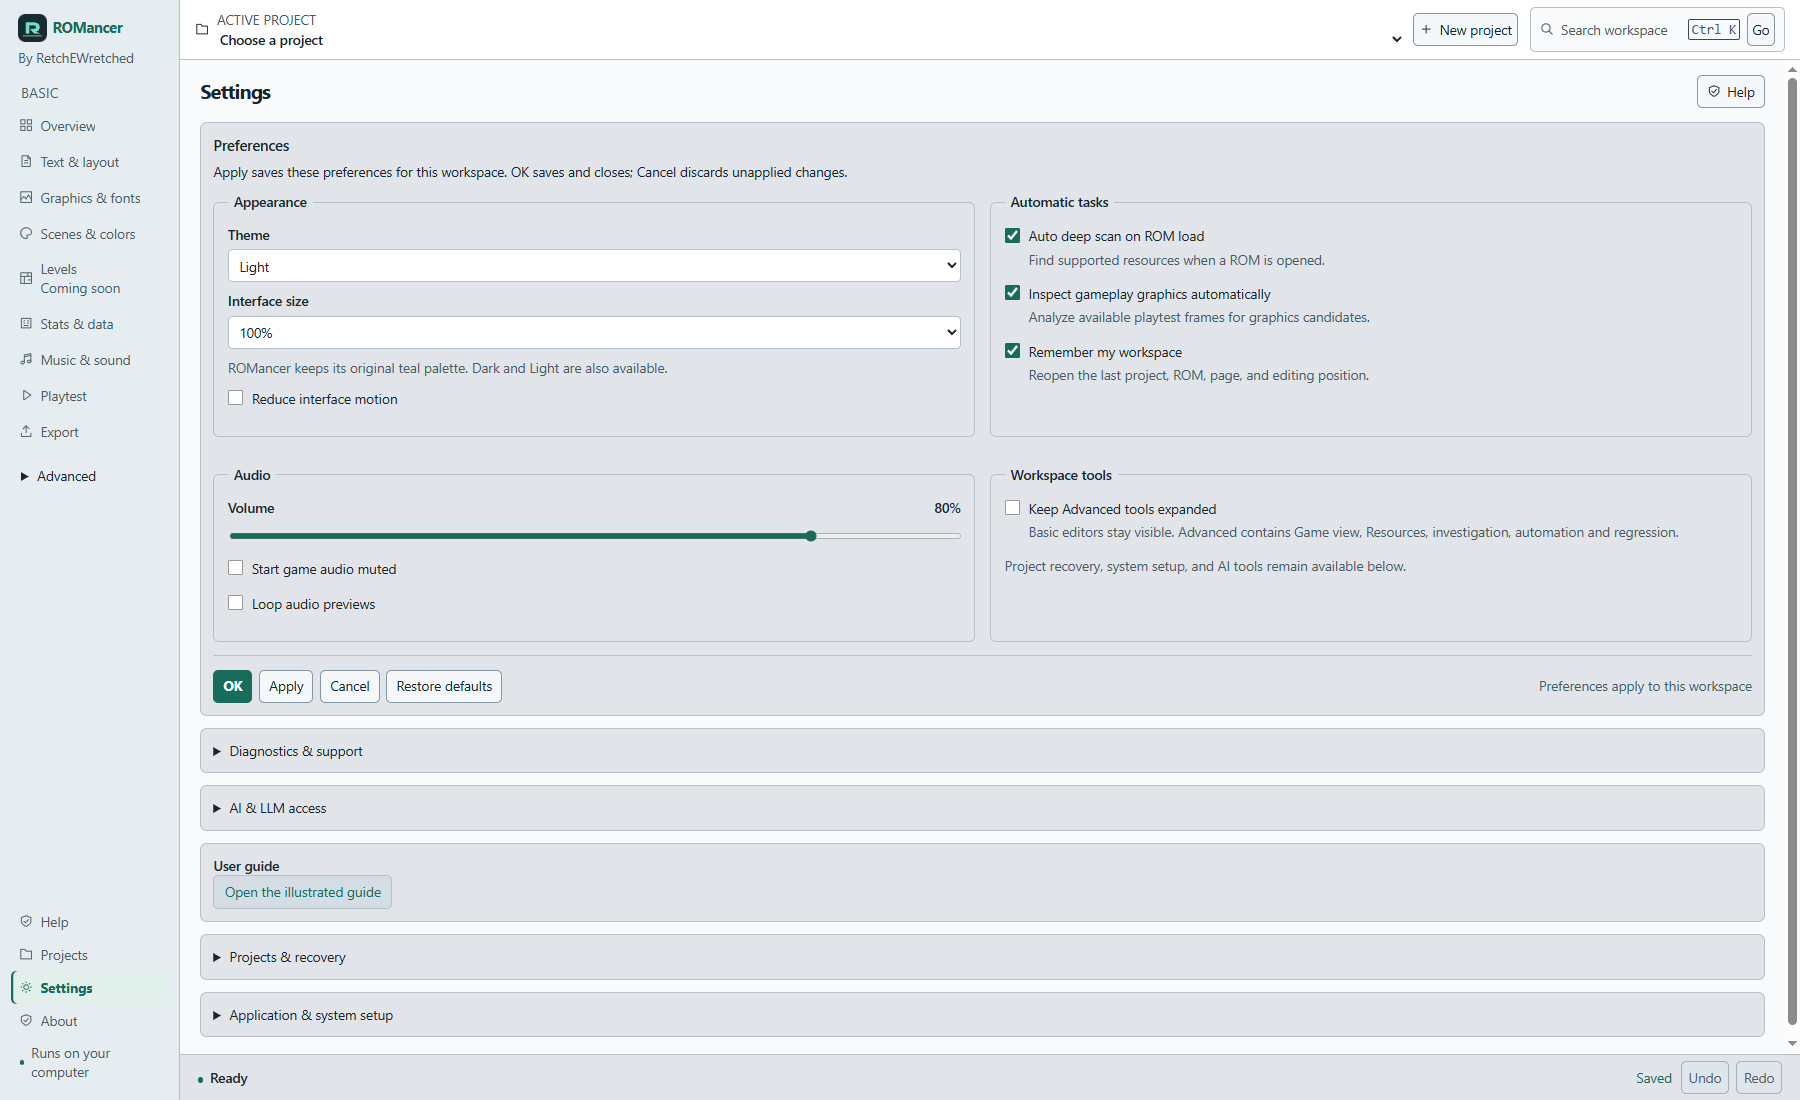 ROMancer
By RetchEWretched
BASIC
Overview
Text & layout
Graphics & fonts
Scenes & colors
Levels
Coming soon
Stats & data
Music & sound
Playtest
Export
Advanced
Help
Projects
Settings
About
Runs on your
computer
ACTIVE PROJECT
Choose a project
New project
Search workspace
Ctrl K
Go
Settings
Help
Preferences
Apply saves these preferences for this workspace. OK saves and closes; Cancel discards unapplied changes.
Appearance
Theme
Light
Interface size
100%
ROMancer keeps its original teal palette. Dark and Light are also available.
Reduce interface motion
Automatic tasks
Auto deep scan on ROM load
Find supported resources when a ROM is opened.
Inspect gameplay graphics automatically
Analyze available playtest frames for graphics candidates.
Remember my workspace
Reopen the last project, ROM, page, and editing position.
Audio
Volume
80%
Start game audio muted
Loop audio previews
Workspace tools
Keep Advanced tools expanded
Basic editors stay visible. Advanced contains Game view, Resources, investigation, automation and regression.
Project recovery, system setup, and AI tools remain available below.
OK
Apply
Cancel
Restore defaults
Preferences apply to this workspace
Diagnostics & support
AI & LLM access
User guide
Open the illustrated guide
Projects & recovery
Application & system setup
Ready
Saved
Undo
Redo